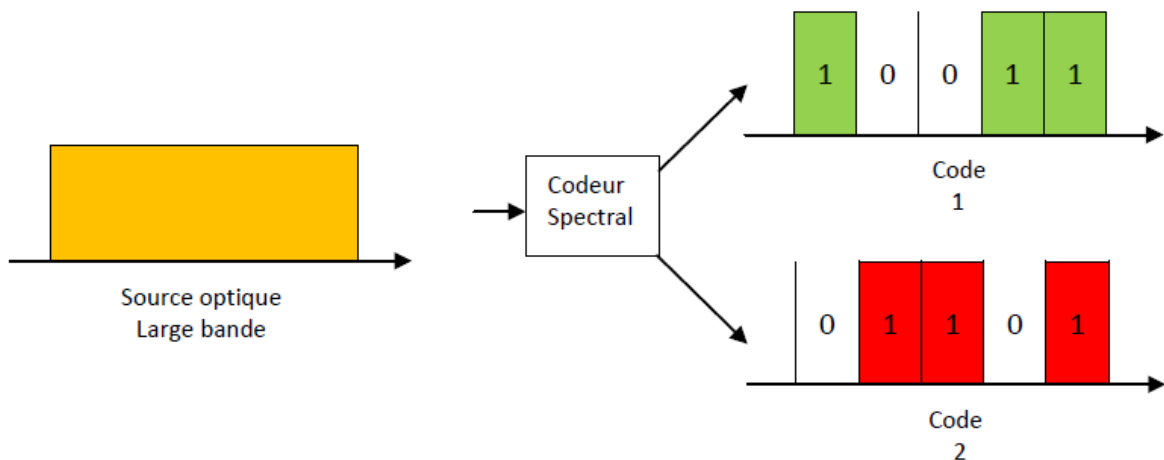 1 0 0 1 1
Code
1
Codeur
Spectral
Source optique
Large bande
0 1 1 0 1
Code
2